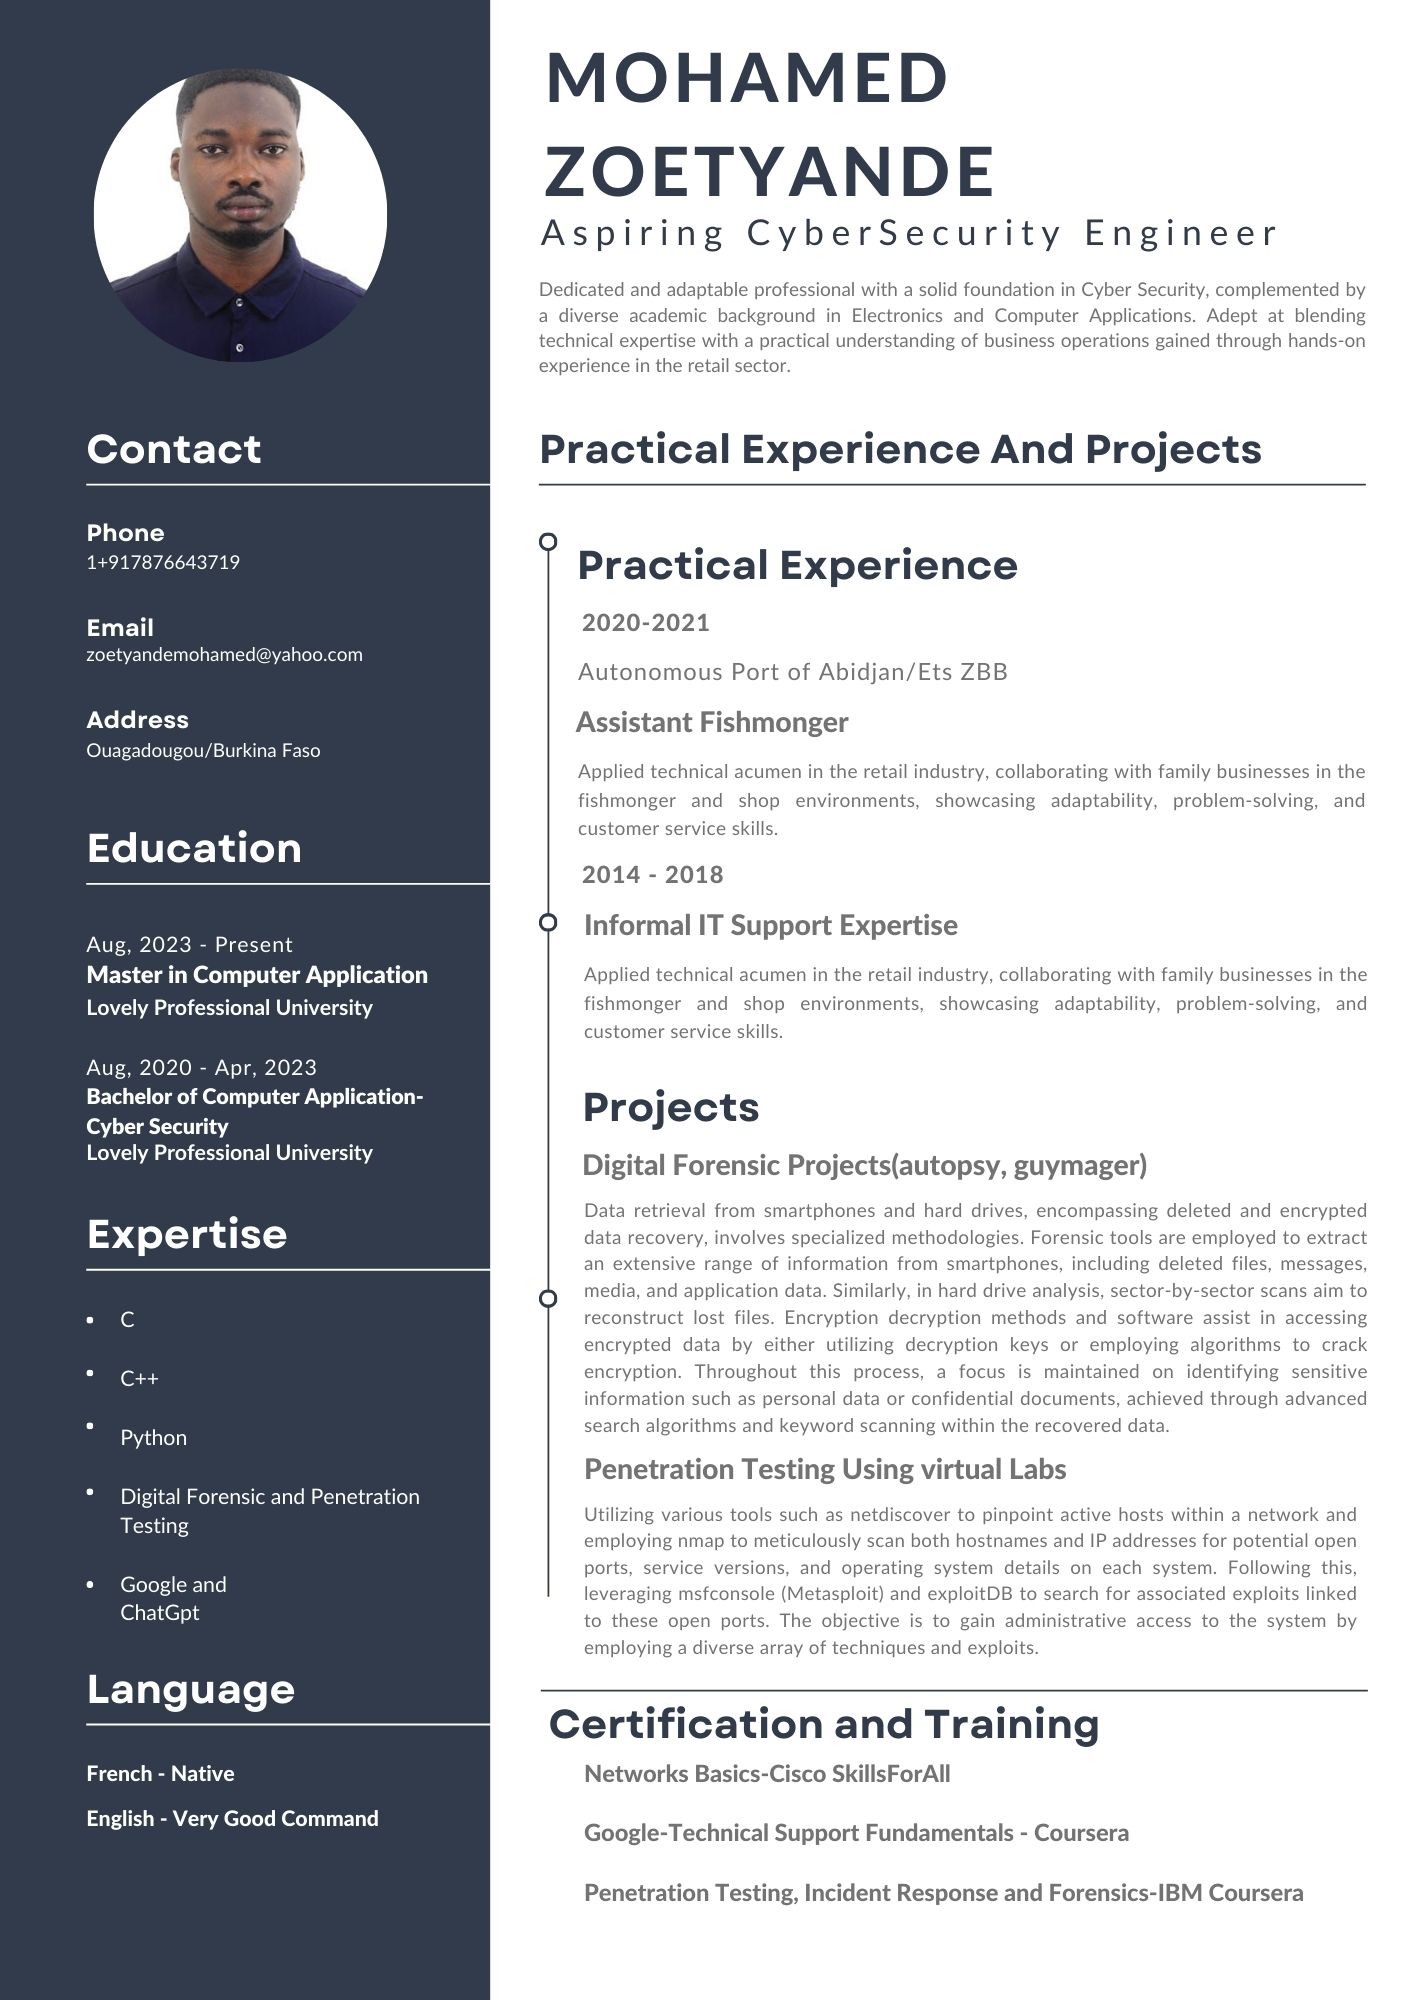 MOHAMED
ZOETYANDE
Aspiring CyberSecurity Engineer
Dedicated and adaptable professional with a solid foundation in Cyber Security, complemented by
a diverse academic background in Electronics and Computer Applications. Adept at blending
technical expertise with a practical understanding of business operations gained through hands-on
experience in the retail sector.
Contact
Phone
1+917876643719
Email
zoetyandemohamed@yahoo.com
Address
Ouagadougou/Burkina Faso
Education
Aug, 2023 - Present
Master in Computer Application
Lovely Professional University
Aug, 2020 - Apr, 2023
Bachelor of Computer Application-
Cyber Security
Lovely Professional University
Expertise
• C
• C++
• Python
• Digital Forensic and Penetration
Testing
• Google and
ChatGpt
Language
French - Native
English - Very Good Command
Practical Experience And Projects
Practical Experience
2020-2021
Autonomous Port of Abidjan/Ets ZBB
Assistant Fishmonger
Applied technical acumen in the retail industry, collaborating with family businesses in the
fishmonger and shop environments, showcasing adaptability, problem-solving, and
customer service skills.
2014 - 2018
Informal IT Support Expertise
Applied technical acumen in the retail industry, collaborating with family businesses in the
fishmonger and shop environments, showcasing adaptability, problem-solving, and
customer service skills.
Projects
Digital Forensic Projects(autopsy, guymager)
Data retrieval from smartphones and hard drives, encompassing deleted and encrypted
data recovery, involves specialized methodologies. Forensic tools are employed to extract
an extensive range of information from smartphones, including deleted files, messages,
media, and application data. Similarly, in hard drive analysis, sector-by-sector scans aim to
reconstruct lost files. Encryption decryption methods and software assist in accessing
encrypted data by either utilizing decryption keys or employing algorithms to crack
encryption. Throughout this process, a focus is maintained on identifying sensitive
information such as personal data or confidential documents, achieved through advanced
search algorithms and keyword scanning within the recovered data.
Penetration Testing Using virtual Labs
Utilizing various tools such as netdiscover to pinpoint active hosts within a network and
employing nmap to meticulously scan both hostnames and IP addresses for potential open
ports, service versions, and operating system details on each system. Following this,
leveraging msfconsole (Metasploit) and exploitDB to search for associated exploits linked
to these open ports. The objective is to gain administrative access to the system by
employing a diverse array of techniques and exploits.
Certification and Training
Networks Basics-Cisco SkillsForAll
Google-Technical Support Fundamentals - Coursera
Penetration Testing, Incident Response and Forensics-IBM Coursera